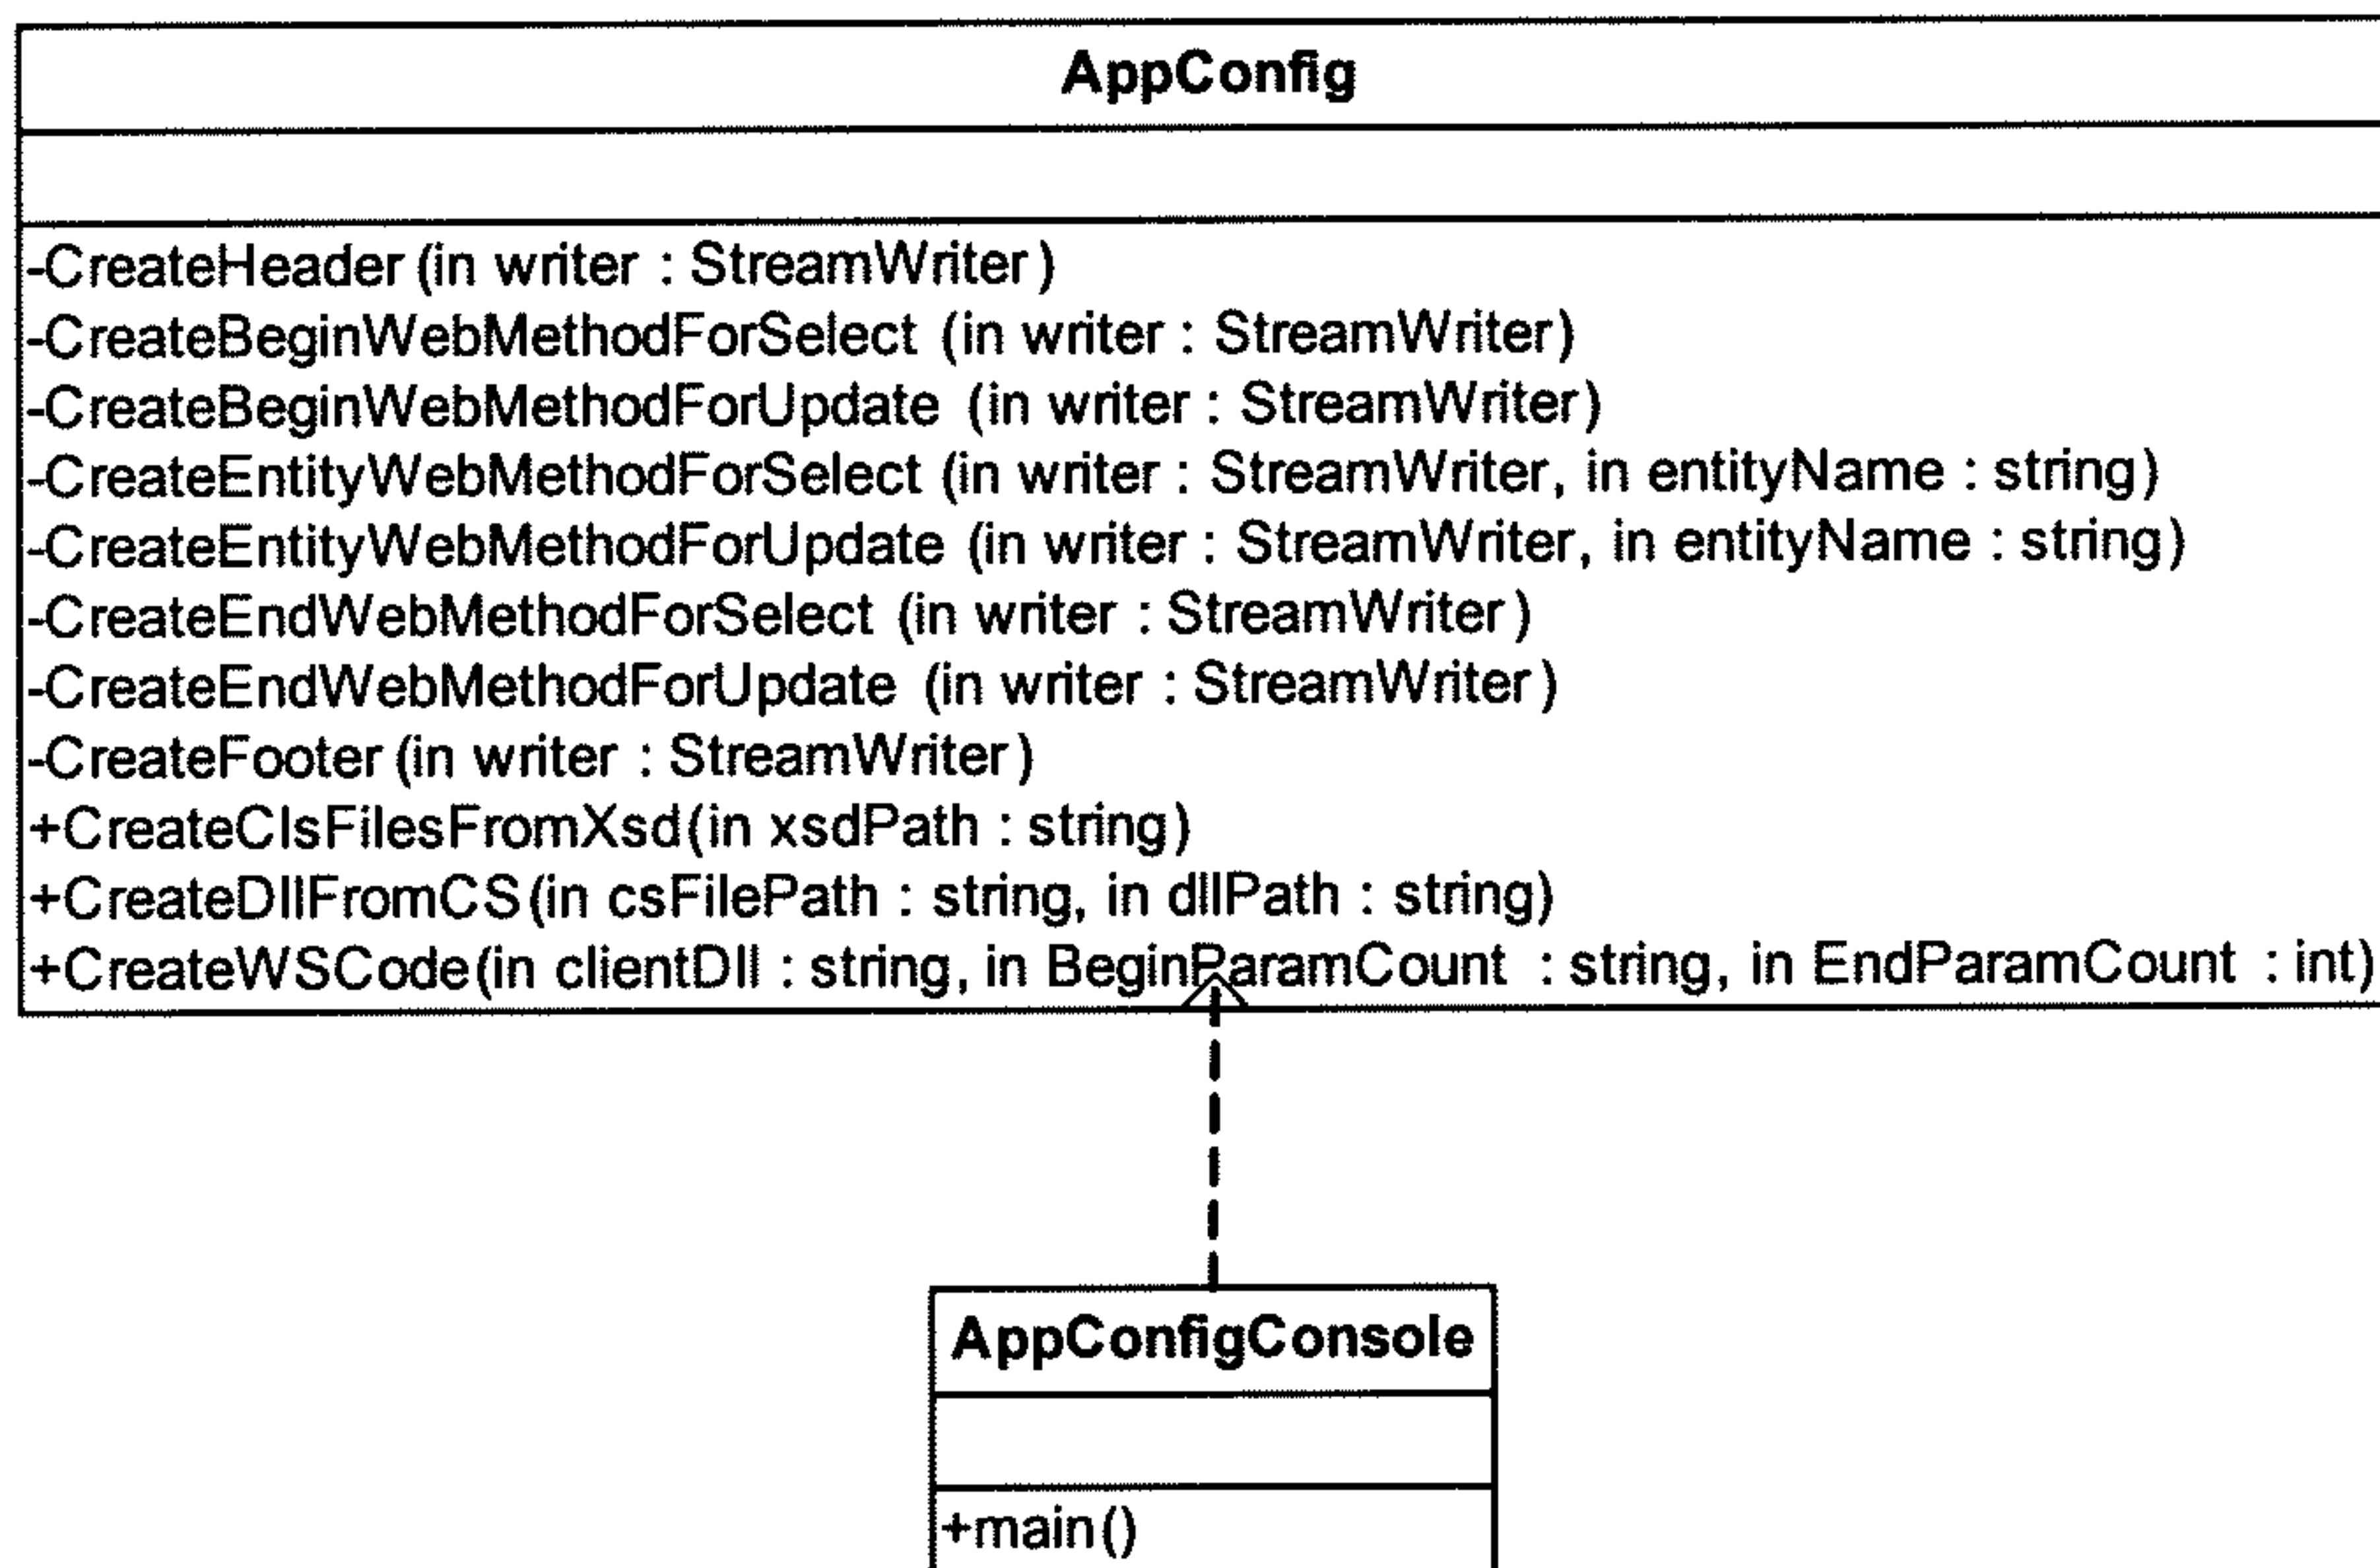 AppConfig
-CreateHeader(in writer : StreamWriter)
-CreateBeginWebMethodForSelect (in writer : StreamWriter)
-CreateBeginWebMethodForUpdate (in writer : StreamWriter)
-CreateEntityWebMethodForSelect (in writer : StreamWriter, in entityName : string)
-CreateEntityWebMethodForUpdate (in writer : StreamWriter, in entityName : string)
-CreateEndWebMethodForSelect (in writer : StreamWriter)
-CreateEndWebMethodForUpdate (in writer : StreamWriter)
-CreateFooter(in writer : StreamWriter)
+CreateClsFilesFromXsd(in xsdPath : string)
+CreateDllFromCS(in csFilePath : string, in dllPath : string)
+CreateWSCode(in clientDll : string, in BeginParamCount : string, in EndParamCount : int)
AppConfigConsole
+main()